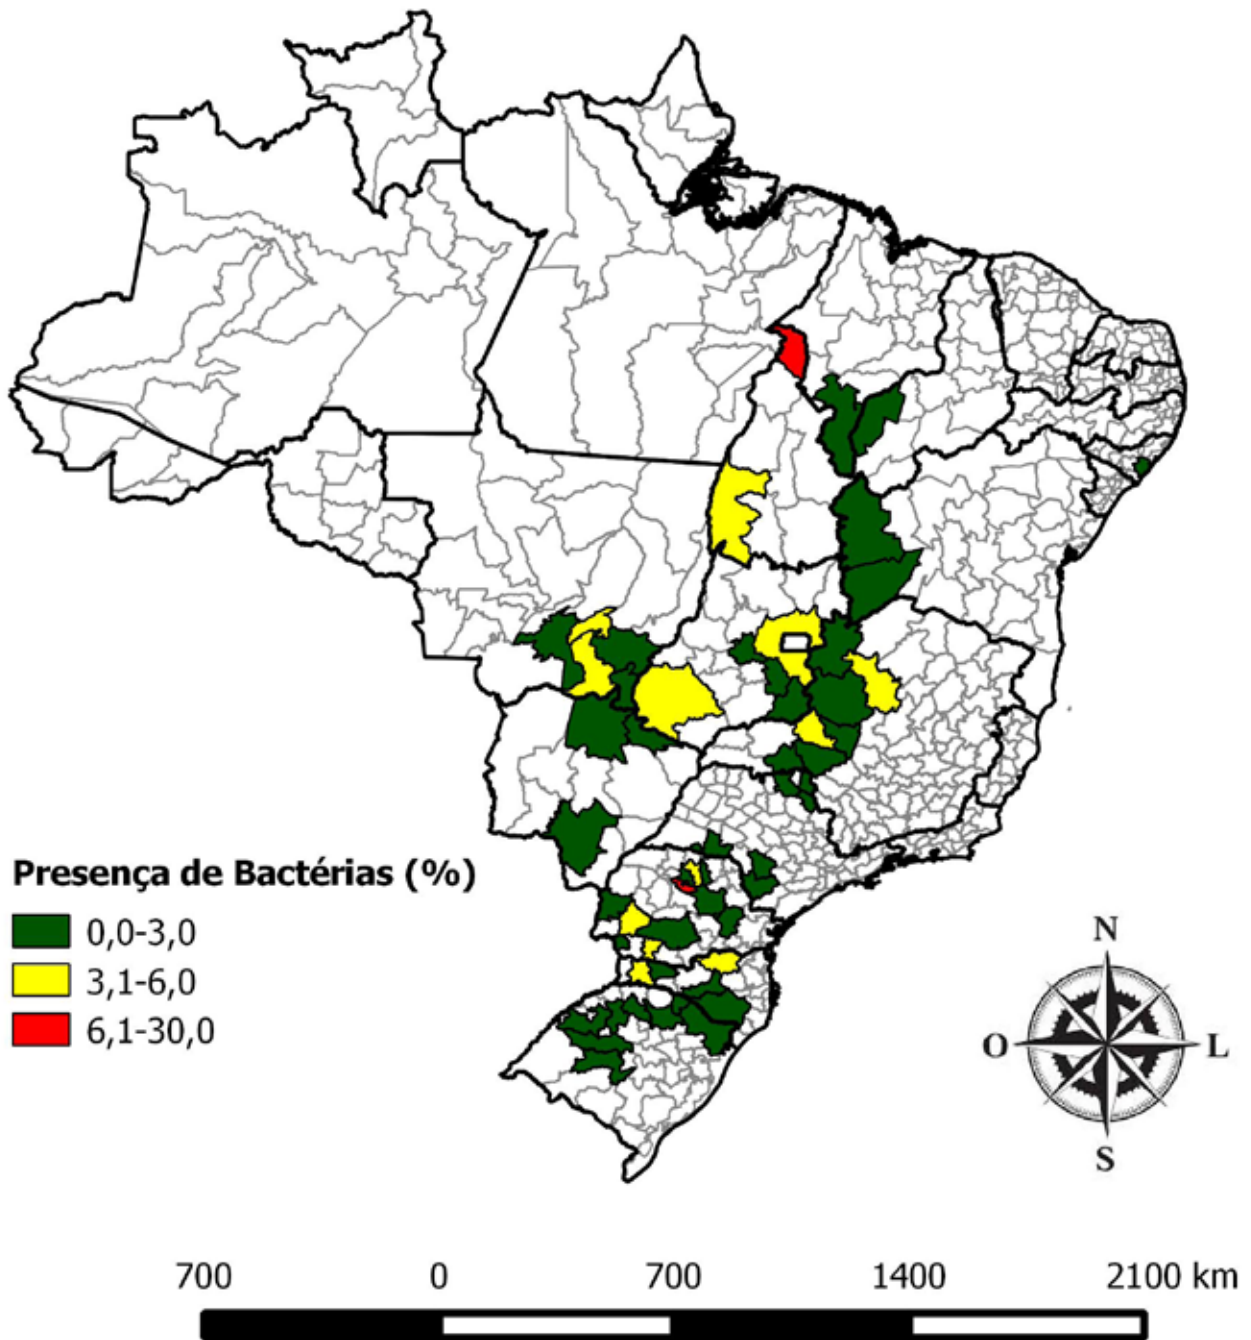 Presença de Bactérias (%)
0,0-3,0
3,1-6,0
6,1-30,0
N
O
L
S
700 0 700 1400 2100 km